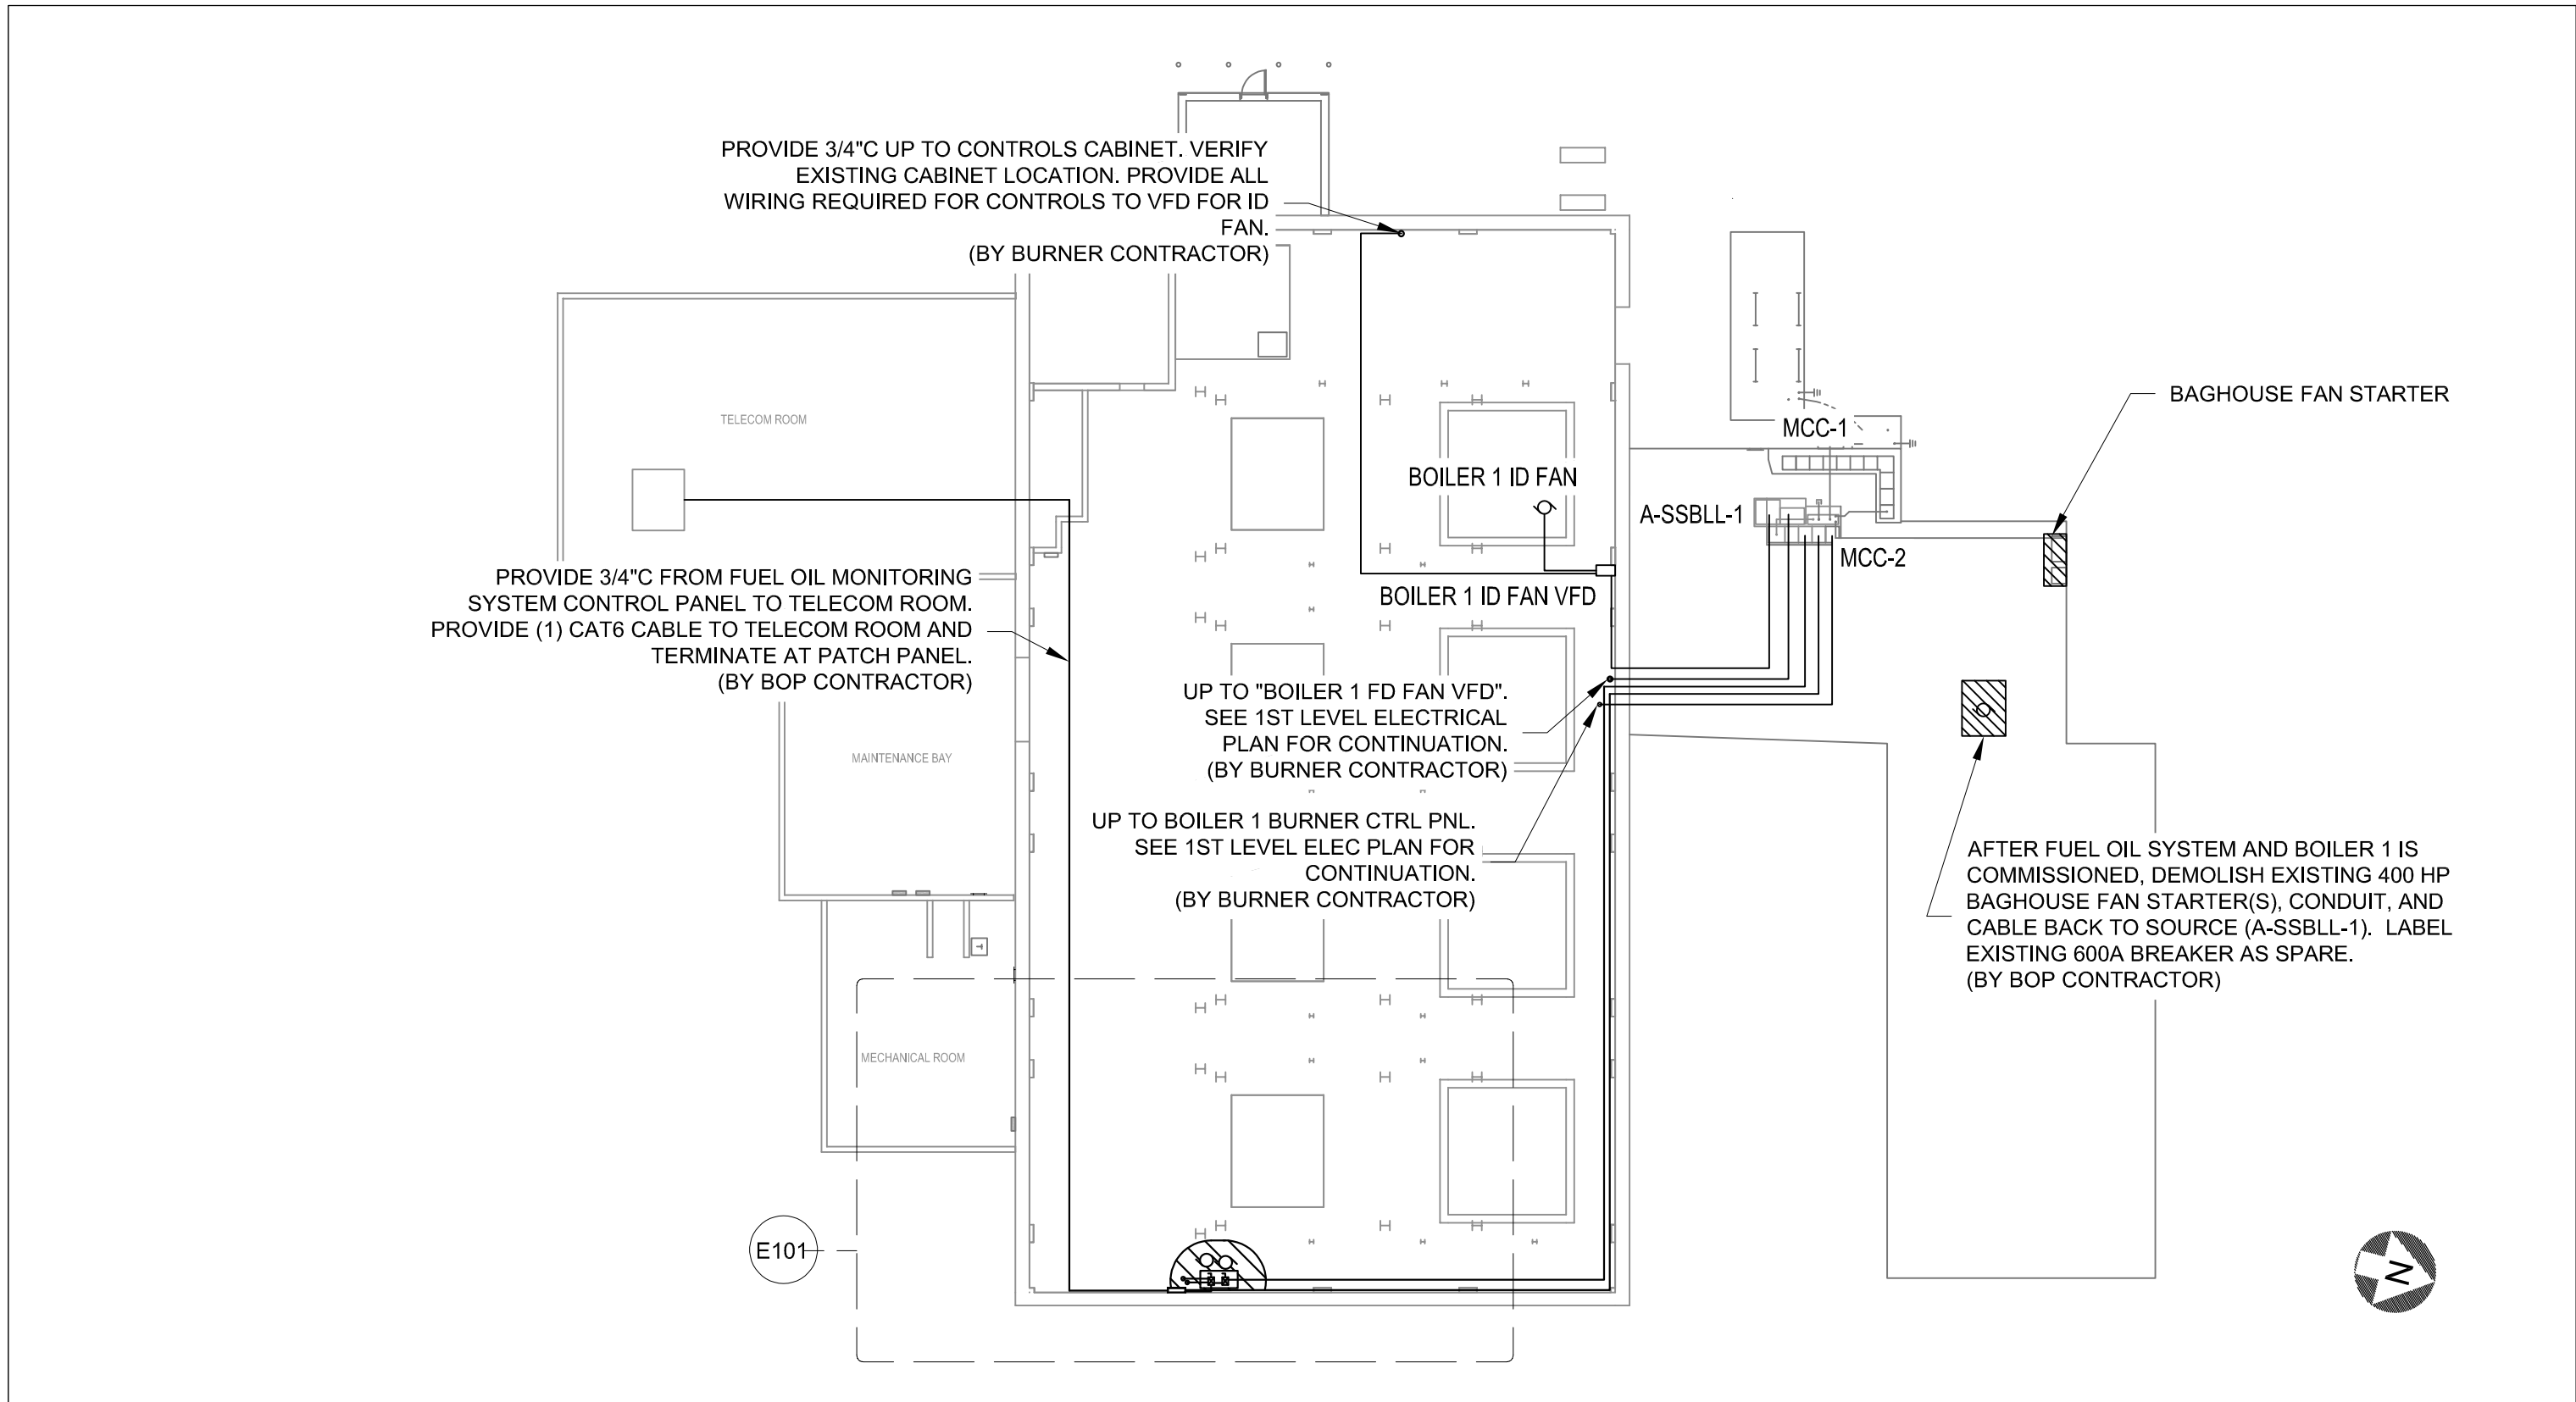 PROVIDE 3/4"C UP TO CONTROLS CABINET. VERIFY
EXISTING CABINET LOCATION. PROVIDE ALL
WIRING REQUIRED FOR CONTROLS TO VFD FOR ID
FAN.
(BY BURNER CONTRACTOR)
TELECOM ROOM
MCC-1
BAGHOUSE FAN STARTER
BOILER 1 ID FAN
A-SSBLL-1
MCC-2
BOILER 1 ID FAN VFD
PROVIDE 3/4"C FROM FUEL OIL MONITORING
SYSTEM CONTROL PANEL TO TELECOM ROOM.
PROVIDE (1) CAT6 CABLE TO TELECOM ROOM AND
TERMINATE AT PATCH PANEL.
(BY BOP CONTRACTOR)
UP TO "BOILER 1 FD FAN VFD".
SEE 1ST LEVEL ELECTRICAL
PLAN FOR CONTINUATION.
(BY BURNER CONTRACTOR)
MAINTENANCE BAY
UP TO BOILER 1 BURNER CTRL PNL.
SEE 1ST LEVEL ELEC PLAN FOR
CONTINUATION.
(BY BURNER CONTRACTOR)
AFTER FUEL OIL SYSTEM AND BOILER 1 IS
COMMISSIONED, DEMOLISH EXISTING 400 HP
BAGHOUSE FAN STARTER(S), CONDUIT, AND
CABLE BACK TO SOURCE (A-SSBLL-1). LABEL
EXISTING 600A BREAKER AS SPARE.
(BY BOP CONTRACTOR)
T
MECHANICAL ROOM
E101
N